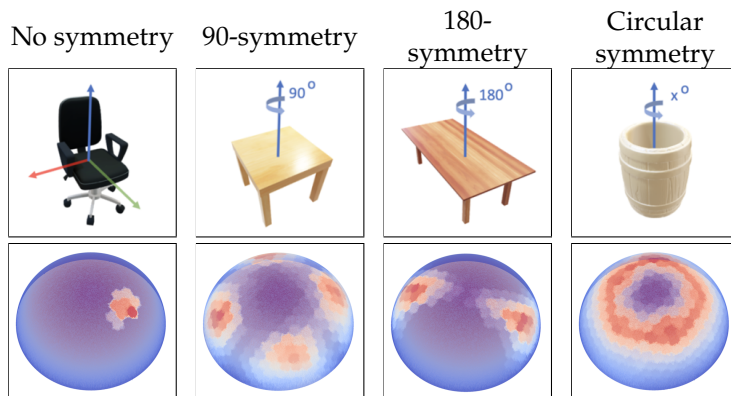 No symmetry
90-symmetry
180-
symmetry
Circular
symmetry
90°
180°
x°